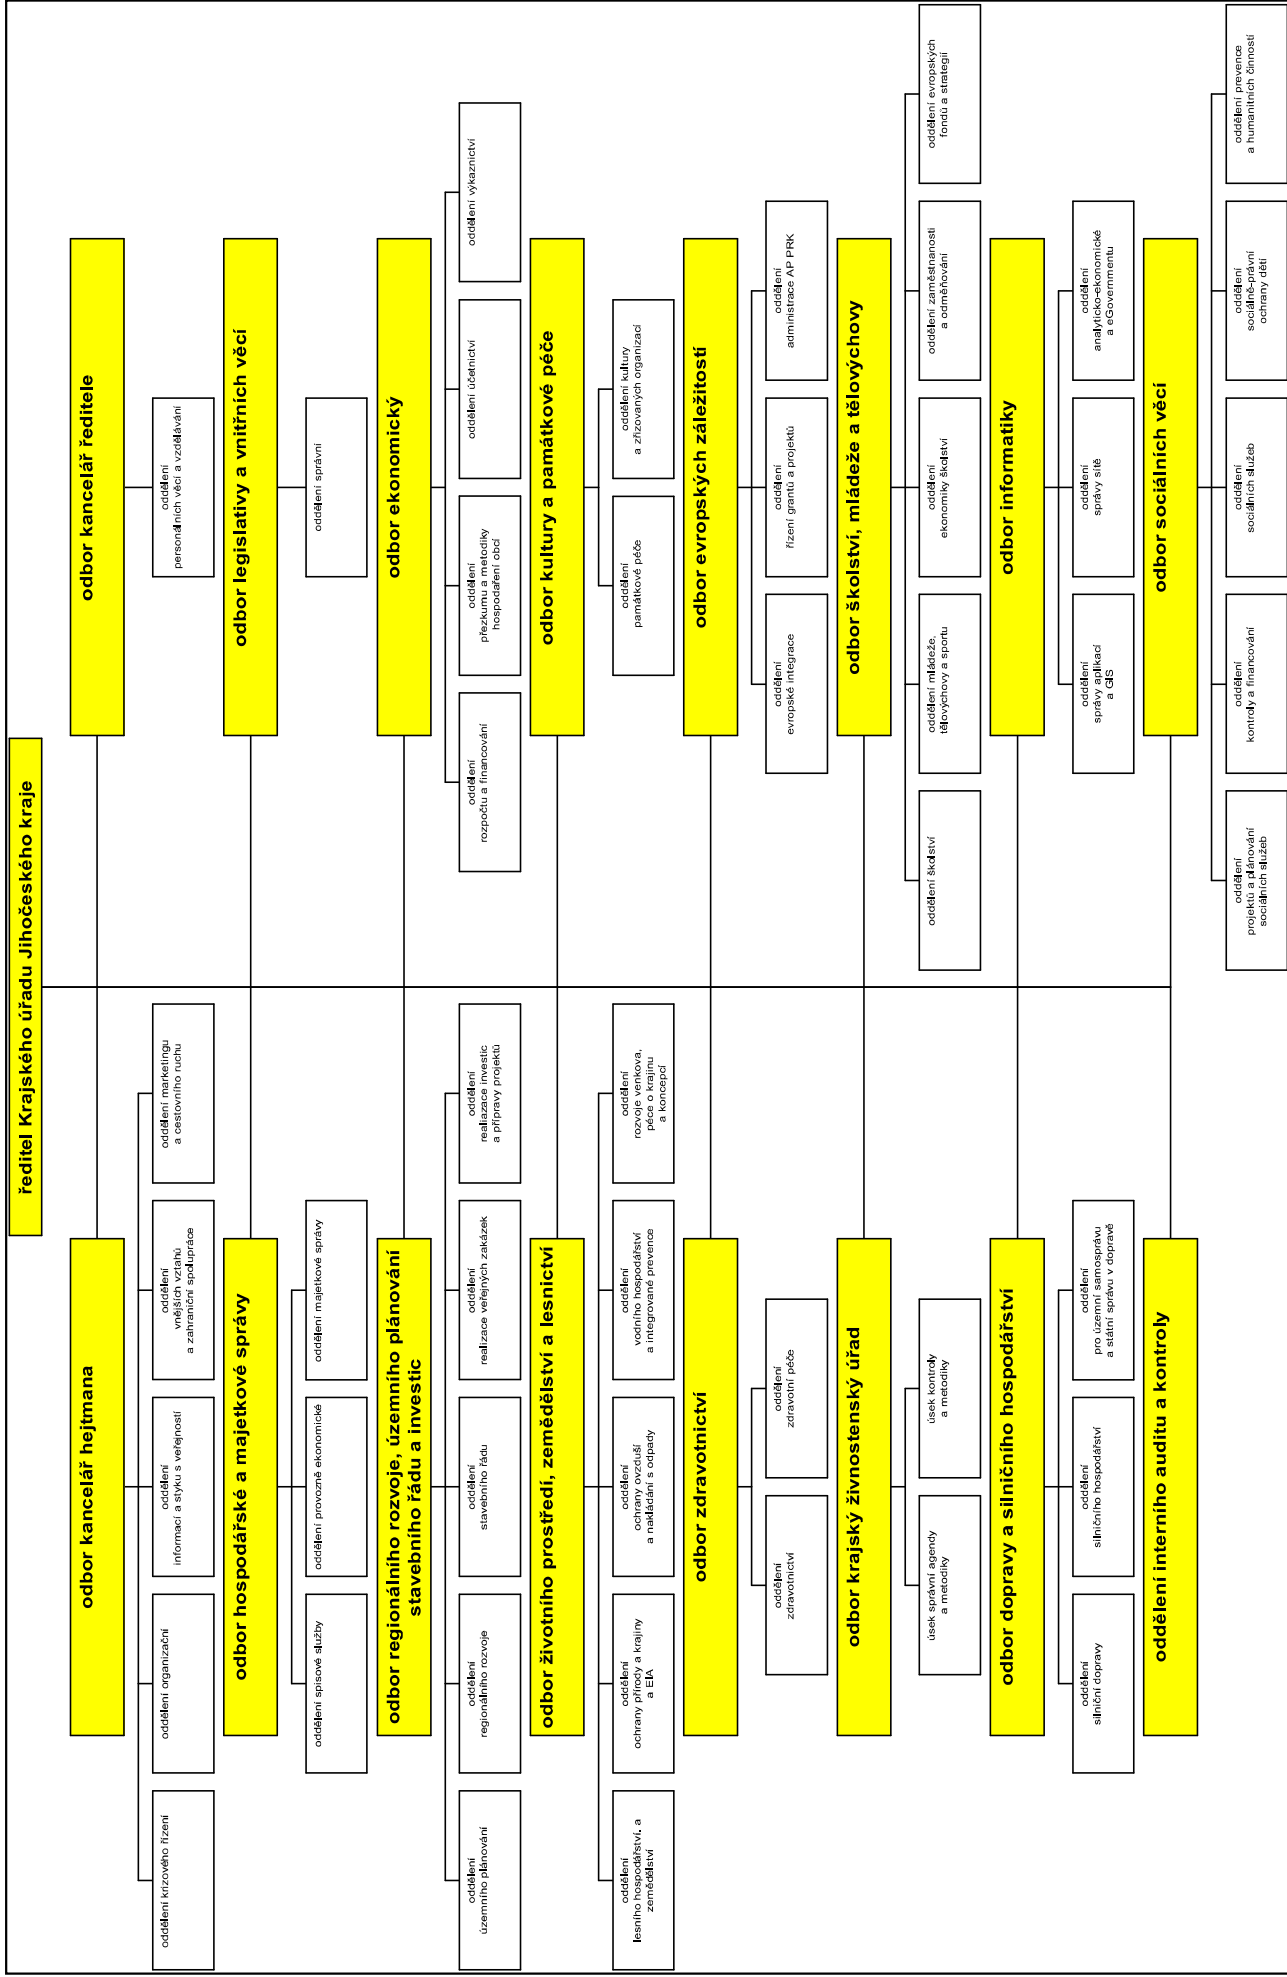 ředitel Krajského úřadu Jihočeského kraje
odbor kancelář hejtmana
oddělení krizového řízení
oddělení organizační
oddělení
informací a styku s veřejností
oddělení
vnějších vztahů
a zahraniční spolupráce
oddělení marketingu
a cestovního ruchu
odbor kancelář ředitele
oddělení
personálních věcí a vzdělávání
odbor hospodářské a majetkové správy
oddělení spisové služby
oddělení provozně ekonomické
oddělení majetkové správy
odbor legislativy a vnitřních věcí
oddělení správní
odbor regionálního rozvoje, územního plánování
stavebního řádu a investic
oddělení
územního plánování
oddělení
regionálního rozvoje
oddělení
stavebního řádu
oddělení
realizace veřejných zakázek
oddělení
realiazace investic
a přípravy projektů
odbor ekonomický
oddělení
rozpočtu a financování
oddělení
přezkumu a metodiky
hospodaření obcí
oddělení účetnictví
oddělení výkaznictví
odbor životního prostředí, zemědělství a lesnictví
oddělení
lesního hospodářství, a
zemědělství
oddělení
ochrany přírody a krajiny
a EIA
oddělení
ochrany ovzduší
a nakládání s odpady
oddělení
vodního hospodářství
a integrované prevence
oddělení
rozvoje venkova,
péce o krajinu
a koncepcí
odbor kultury a památkové péče
oddělení
památkové péče
oddělení kultury
a zřizovaných organizací
odbor zdravotnictví
oddělení
zdravotnictví
oddělení
zdravotní péče
odbor evropských záležitostí
oddělení
evropské integrace
oddělení
řízení grantů a projektů
oddělení
administrace AP PRK
odbor krajský živnostenský úřad
úsek správní agendy
a metodiky
úsek kontroly
a metodiky
odbor školství, mládeže a tělovýchovy
oddělení školství
oddělení mládeže,
tělovýchovy a sportu
oddělení
ekonomiky školství
oddělení zaměstnanosti
a odměňování
oddělení evropských
fondů a strategií
odbor dopravy a silničního hospodářství
oddělení
silniční dopravy
oddělení
silničního hospodářství
oddělení
pro územní samosprávu
a státní správu v dopravě
odbor informatiky
oddělení
správy aplikací
a GIS
oddělení
správy sítě
oddělení
analyticko-ekonomické
a eGovernmentu
oddělení interního auditu a kontroly
odbor sociálních věcí
oddělení
projektů a plánování
sociálních služeb
oddělení
kontroly a financování
oddělení
sociálních služeb
oddělení
sociálně-právní
ochrany dětí
oddělení prevence
a humanitních činností